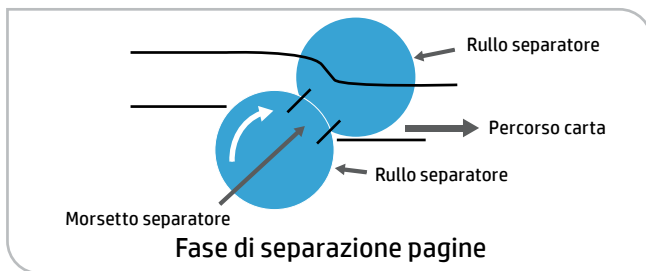 Rullo separatore
Percorso carta
Rullo separatore
Morsetto separatore
Fase di separazione pagine